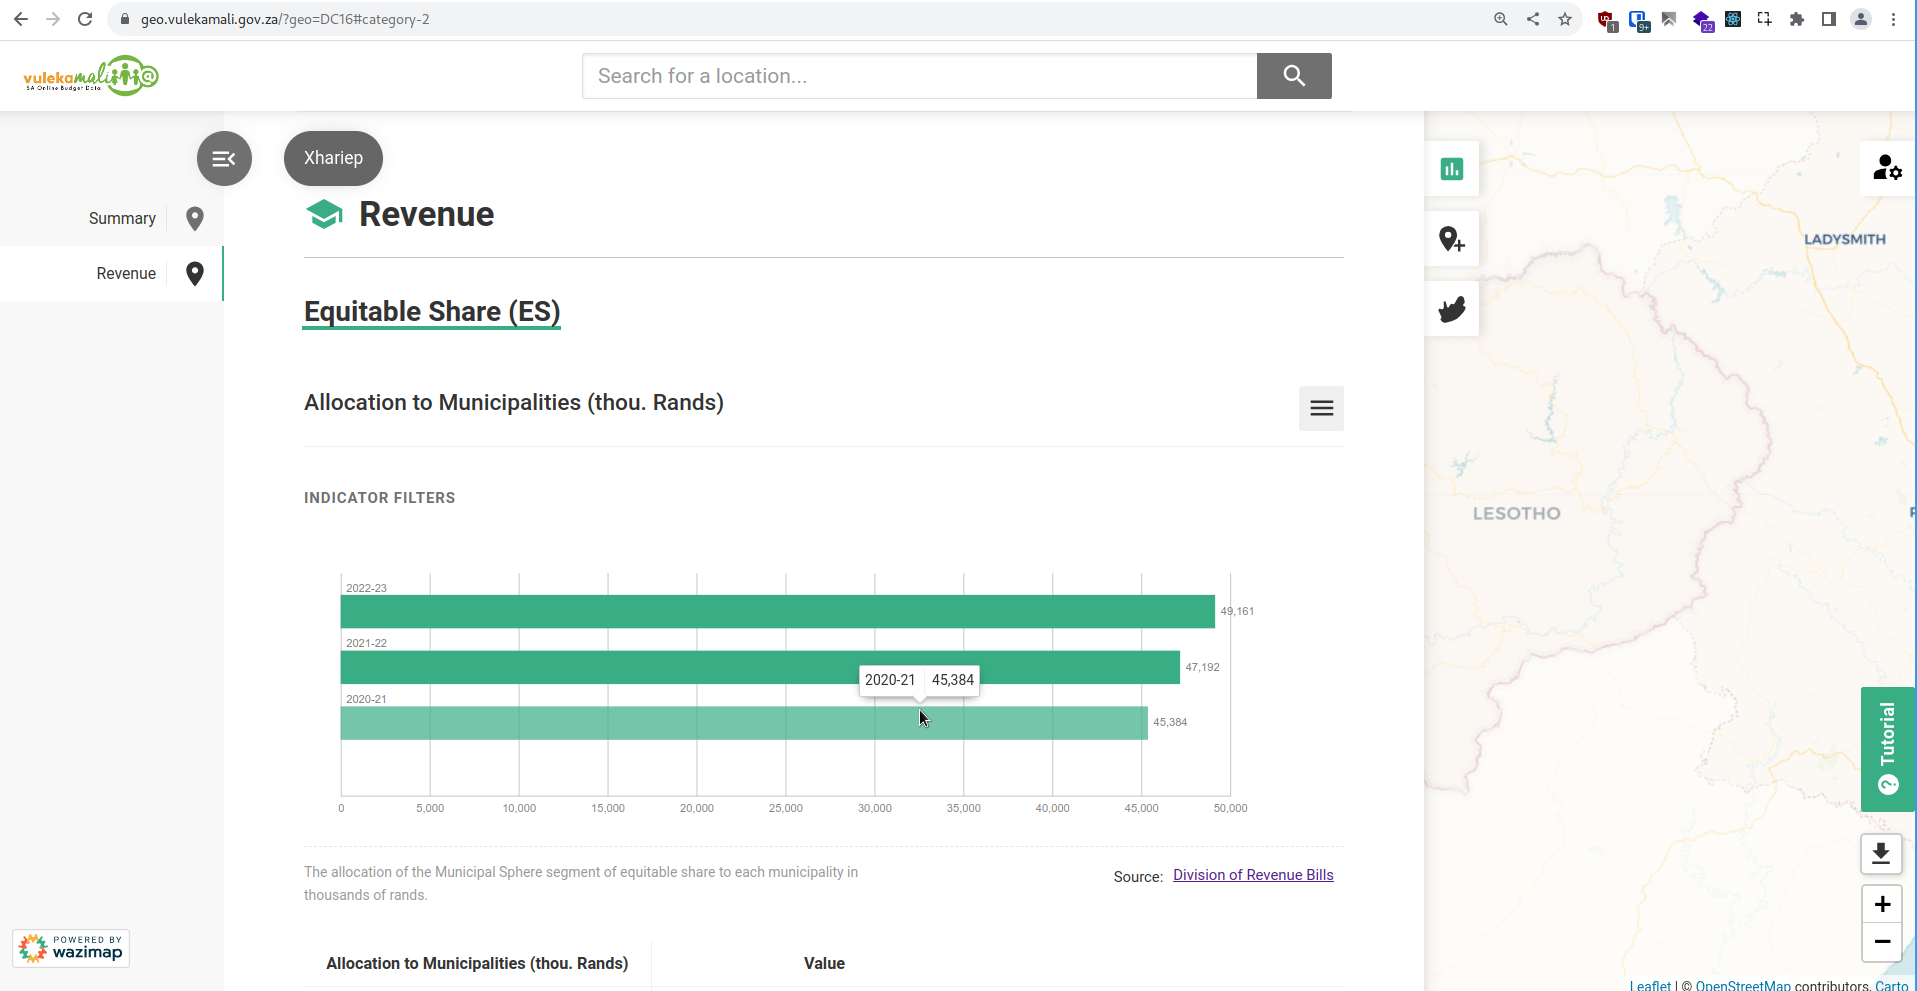 geo.vulekamali.gov.za/?geo=DC16#category-2
1
9+
22
vulekamali
SA Online Budget Data
Search for a location...
Xhariep
Summary
Revenue
Revenue
Equitable Share (ES)
Allocation to Municipalities (thou. Rands)
INDICATOR FILTERS
2022-23
49,161
2021-22
47,192
2020-21 45,384
2020-21
45,384
0 5,000 10,000 15,000 20,000 25,000 30,000 35,000 40,000 45,000 50,000
The allocation of the Municipal Sphere segment of equitable share to each municipality in
thousands of rands.
Source: Division of Revenue Bills
Allocation to Municipalities (thou. Rands) Value
POWERED BY
wazimap
LADYSMITH
LESOTHO
? Tutorial
+
−
Leaflet | © OpenStreetMap contributors, Carto